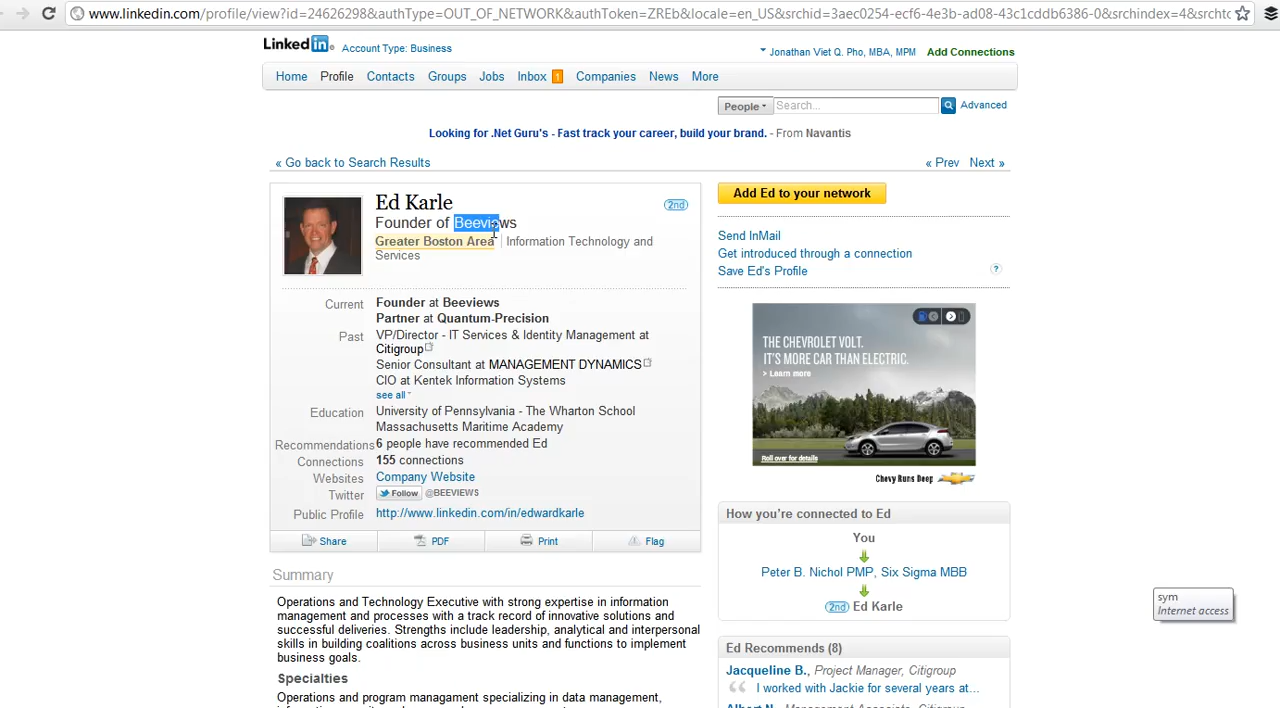 www.linkedin.com/profile/view?id=24626298&authType=OUT_OF_NETWORK&authToken=ZREb&locale=en_US&srchid=3aec0254-ecf6-4e3b-ad08-43c1cddb6386-0&srchindex=4&srchto
Linked in Account Type: Business
Jonathan Viet Q. Pho, MBA, MPM Add Connections
Home Profile Contacts Groups Jobs Inbox 1 Companies News More
People Search... Advanced
Looking for .Net Guru's - Fast track your career, build your brand. - From Navantis
« Go back to Search Results
« Prev Next »
Ed Karle
2nd
Founder of Beeviews
Greater Boston Area Information Technology and
Services
Current Founder at Beeviews
Partner at Quantum-Precision
Past VP/Director - IT Services & Identity Management at
Citigroup
Senior Consultant at MANAGEMENT DYNAMICS
CIO at Kentek Information Systems
see all
Education University of Pennsylvania - The Wharton School
Massachusetts Maritime Academy
Recommendations 6 people have recommended Ed
Connections 155 connections
Websites Company Website
Twitter Follow @BEEVIEWS
Public Profile http://www.linkedin.com/in/edwardkarle
Share PDF Print Flag
Summary
Operations and Technology Executive with strong expertise in information
management and processes with a track record of innovative solutions and
successful deliveries. Strengths include leadership, analytical and interpersonal
skills in building coalitions across business units and functions to implement
business goals.
Specialties
Operations and program managament specializing in data management,
Add Ed to your network
Send InMail
Get introduced through a connection
Save Ed's Profile
?
THE CHEVROLET VOLT.
IT'S MORE CAR THAN ELECTRIC.
> Learn more
Roll over for details
Chevy Runs Deep
How you're connected to Ed
You
Peter B. Nichol PMP, Six Sigma MBB
2nd Ed Karle
Ed Recommends (8)
Jacqueline B., Project Manager, Citigroup
I worked with Jackie for several years at...
Albert N., Management Associate, Citigroup
sym
Internet access